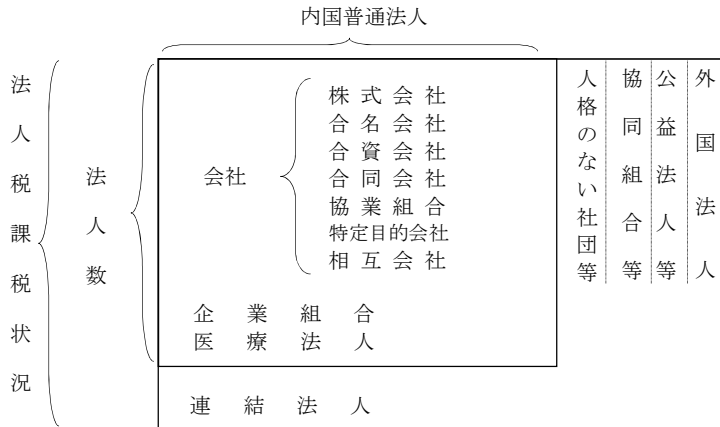 内国普通法人
法人税課税状況
法人数
会社
株式会社
合名会社
合資会社
合同会社
協業組合
特定目的会社
相互会社
企業組合
医療法人
連結法人
人格のない社団等
協同組合等
公益法人等
外国法人